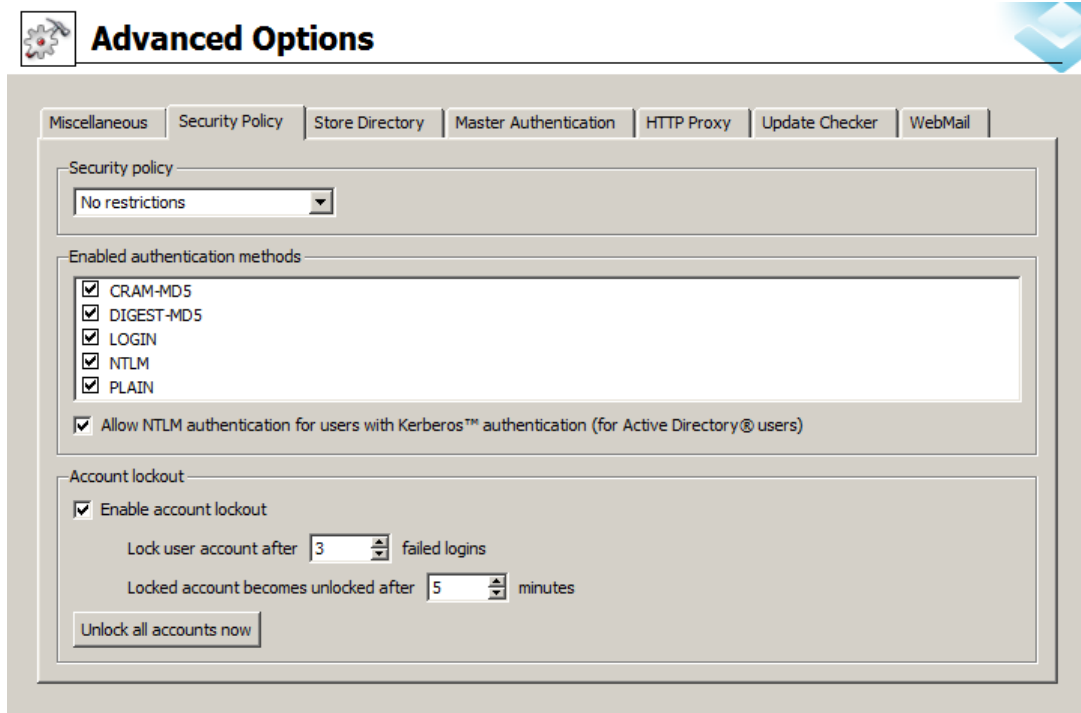 Advanced Options
Miscellaneous Security Policy Store Directory Master Authentication HTTP Proxy Update Checker WebMail
Security policy
No restrictions
Enabled authentication methods
CRAM-MD5
DIGEST-MD5
LOGIN
NTLM
PLAIN
Allow NTLM authentication for users with Kerberos™ authentication (for Active Directory® users)
Account lockout
Enable account lockout
Lock user account after 3 failed logins
Locked account becomes unlocked after 5 minutes
Unlock all accounts now